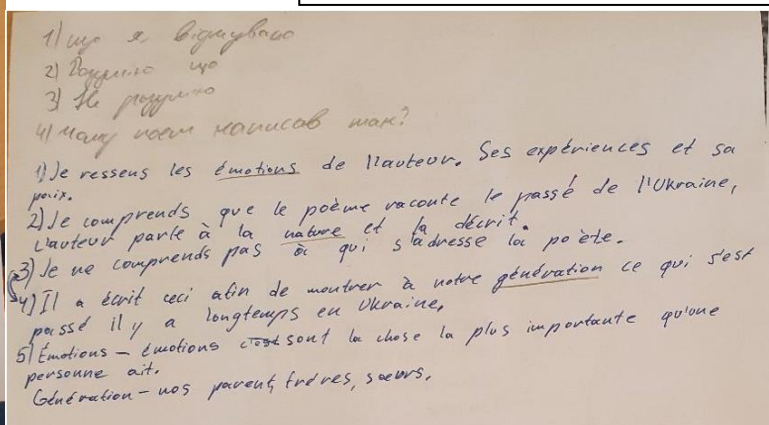 1) що я відчуваю
2) Розумію що
3) Не розумію
4) Чому поет написав так?
1) Je ressens les émotions de l'auteur. Ses expériences et sa
paix.
2) Je comprends que le poème raconte le passé de l'Ukraine,
L'auteur parle à la nature et la décrit.
3) Je ne comprends pas à qui s'adresse la poète.
4) Il a écrit ceci afin de montrer à notre génération ce qui s'est
passé il y a longtemps en Ukraine,
5) Émotions – émotions c'est sont la chose la plus importante qu'une
personne ait.
Génération – nos parent, frères, sœurs.